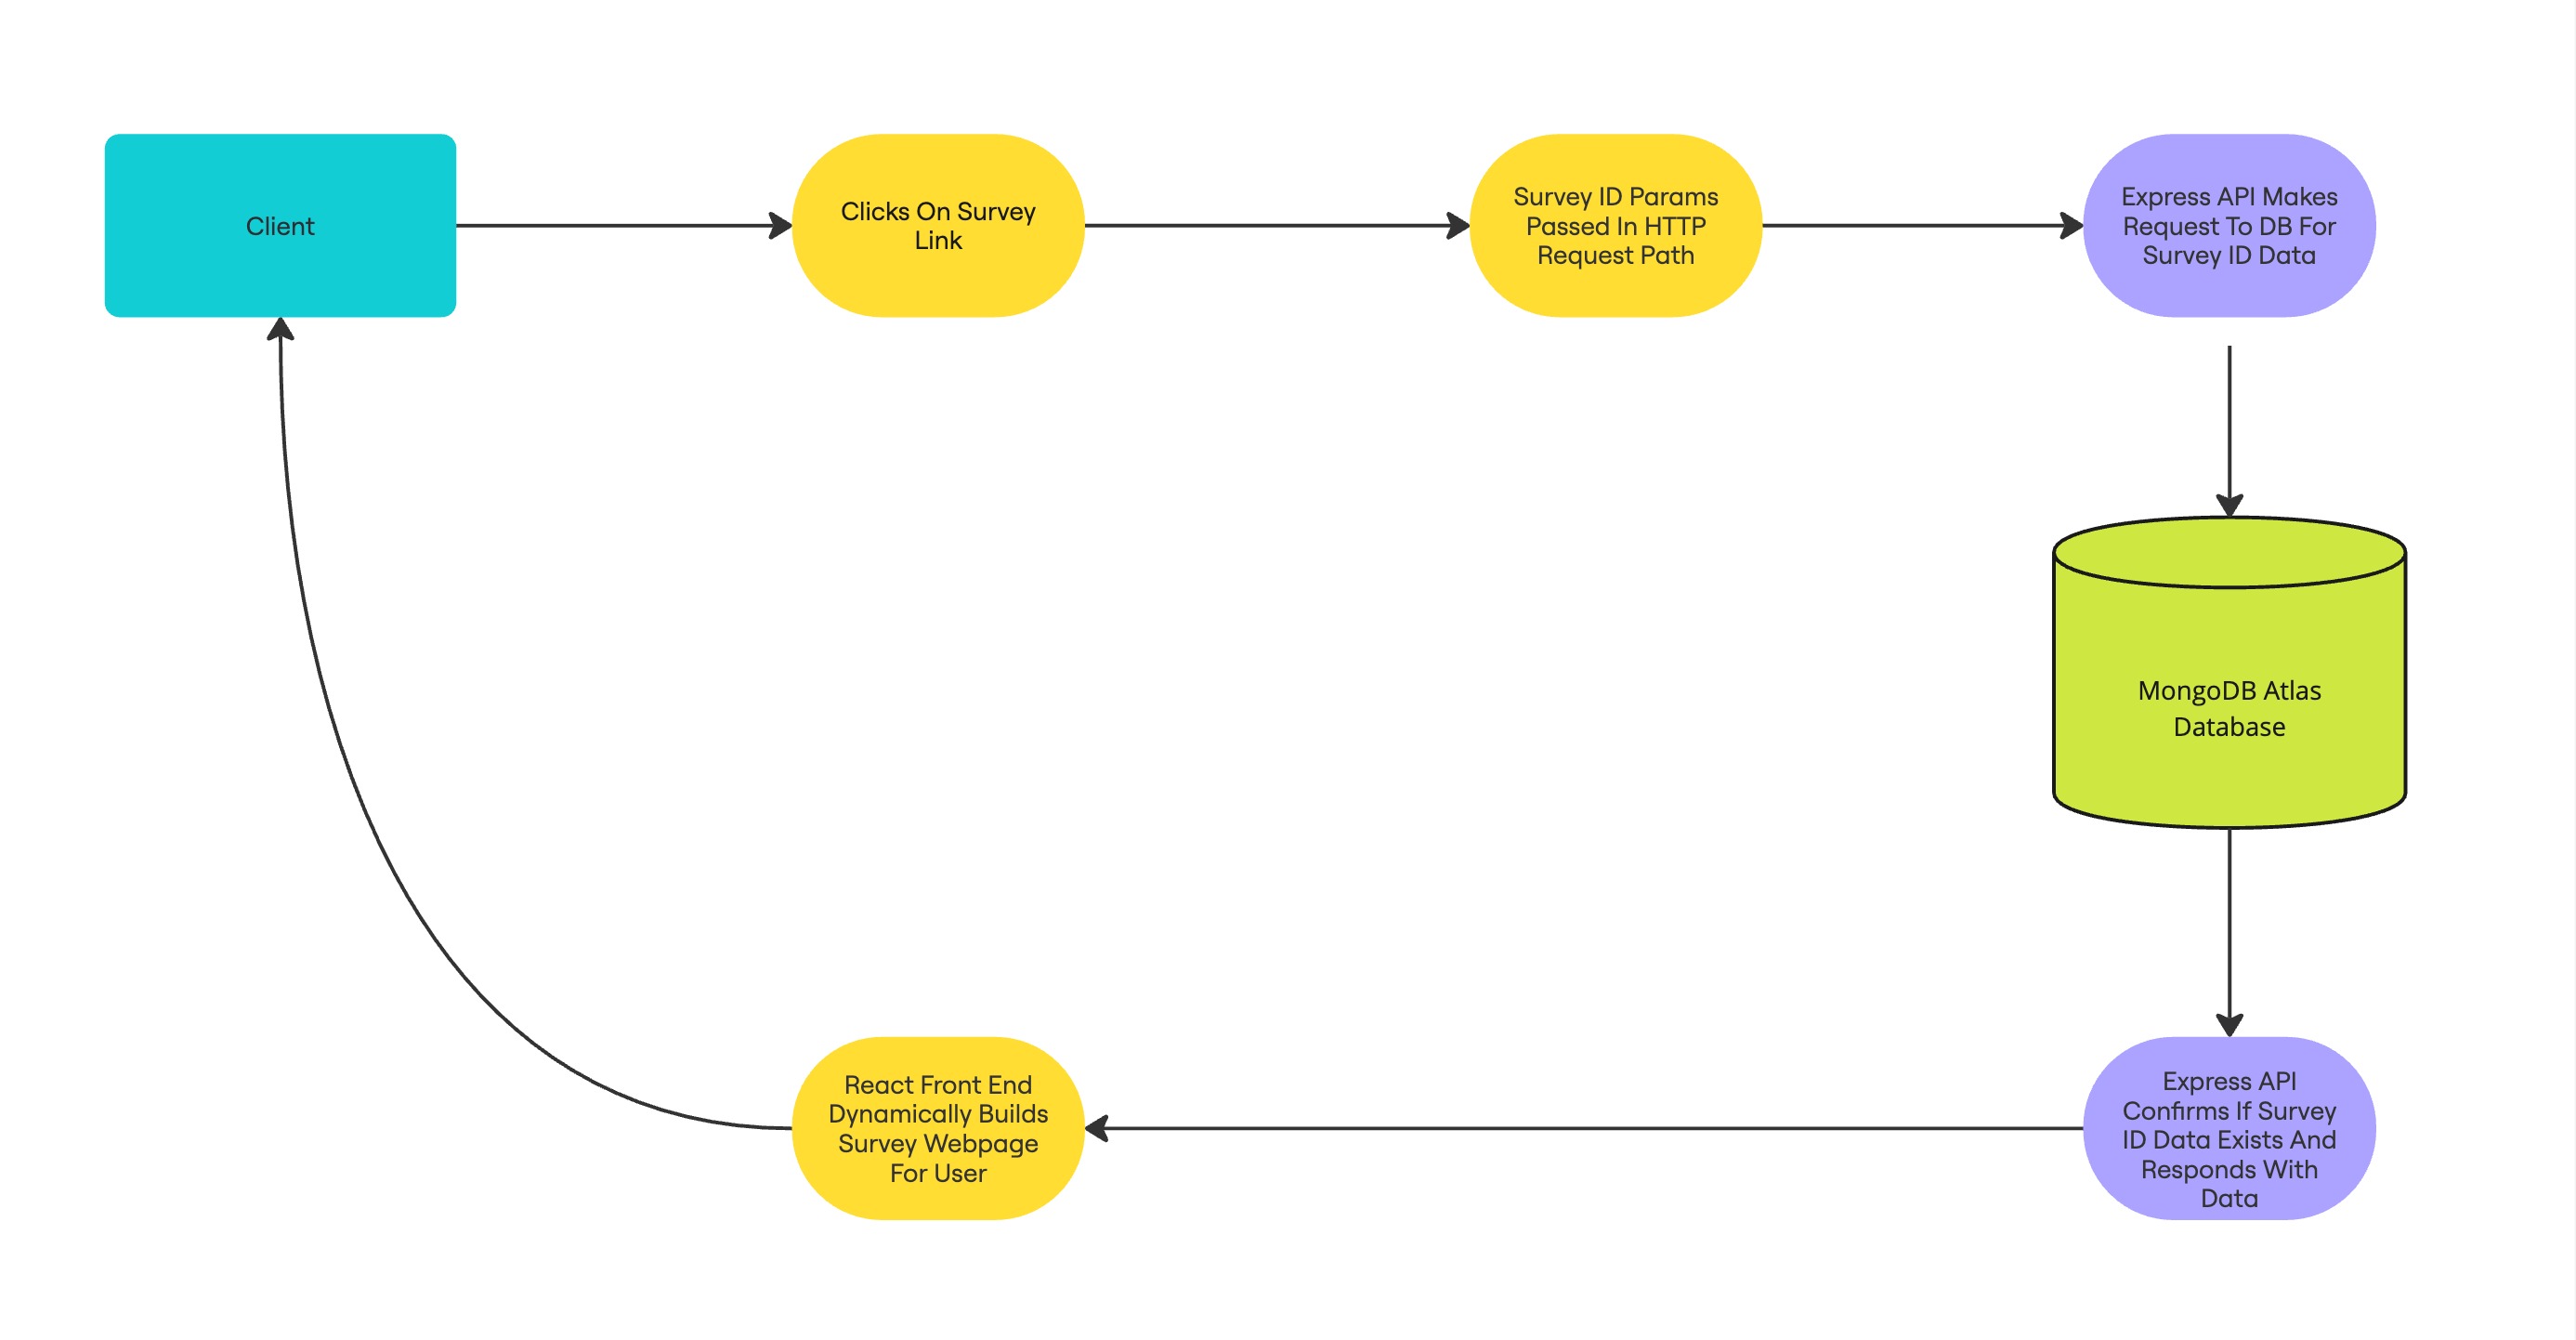 Client
Clicks On Survey
Link
Survey ID Params
Passed In HTTP
Request Path
Express API Makes
Request To DB For
Survey ID Data
MongoDB Atlas
Database
Express API
Confirms If Survey
ID Data Exists And
Responds With
Data
React Front End
Dynamically Builds
Survey Webpage
For User